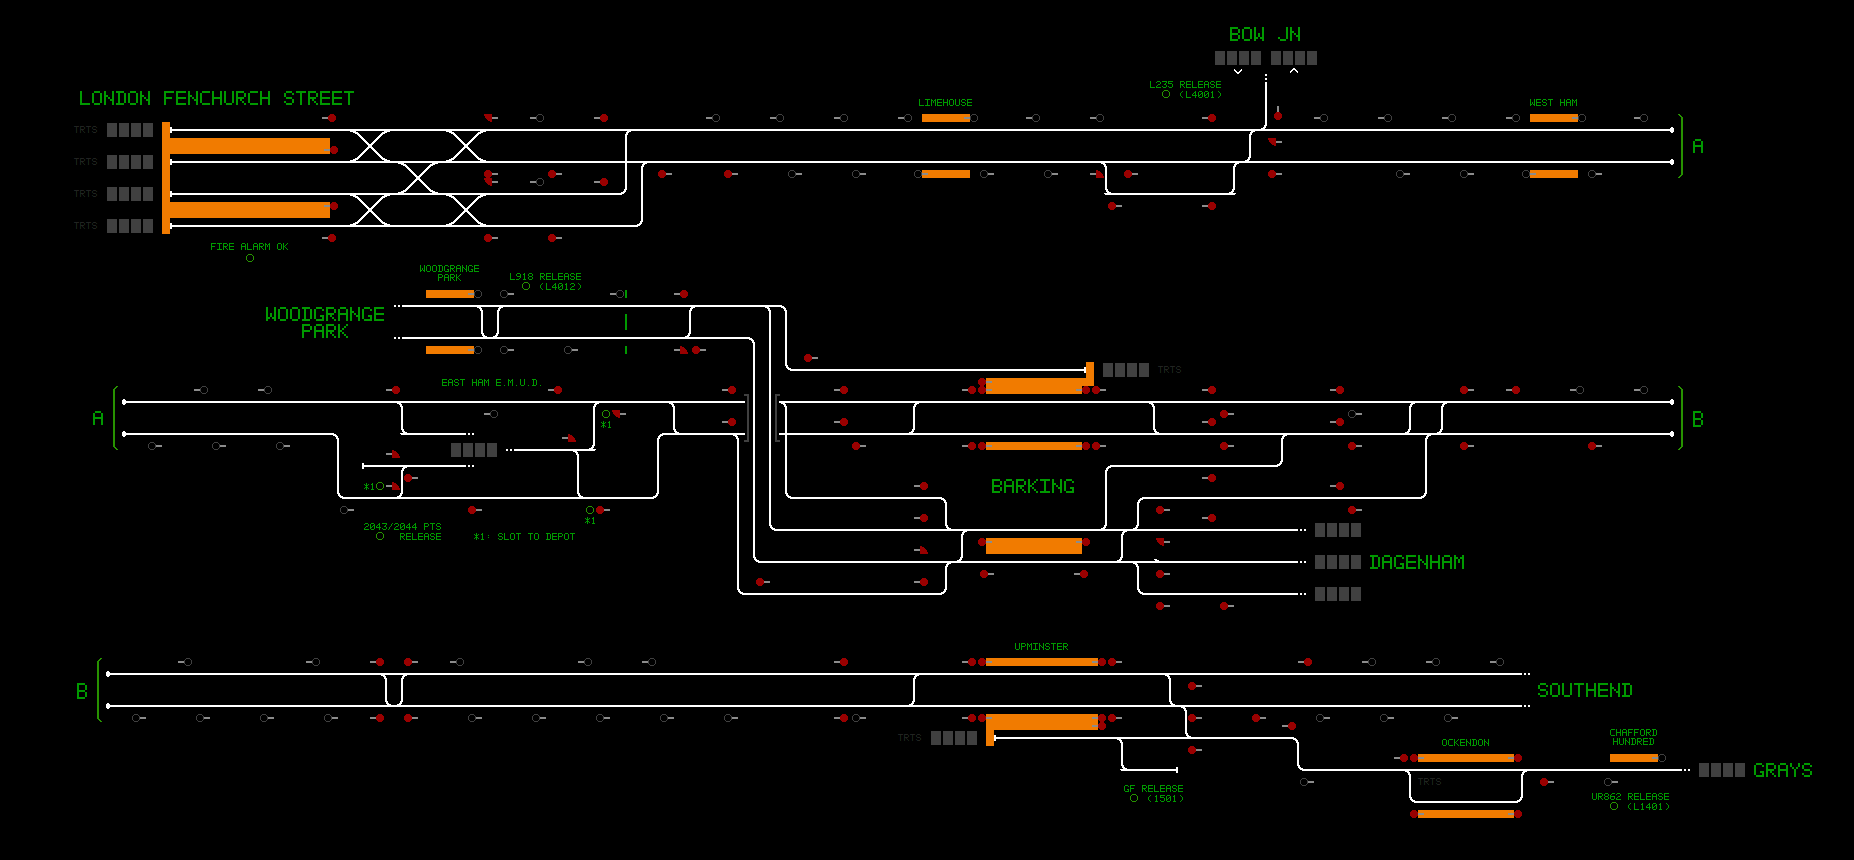 BOW JN
L235 RELEASE
(L4001)
LONDON FENCHURCH STREET
LIMEHOUSE
WEST HAM
TRTS
TRTS
A
TRTS
TRTS
FIRE ALARM OK
WOODGRANGE
PARK
L918 RELEASE
(L4012)
WOODGRANGE
PARK
TRTS
EAST HAM E.M.U.D.
A
*1
B
*1
BARKING
*1
2043/2044 PTS
RELEASE
*1: SLOT TO DEPOT
DAGENHAM
UPMINSTER
B
SOUTHEND
TRTS
OCKENDON
CHAFFORD
HUNDRED
GRAYS
TRTS
GF RELEASE
(1501)
UR862 RELEASE
(L1401)